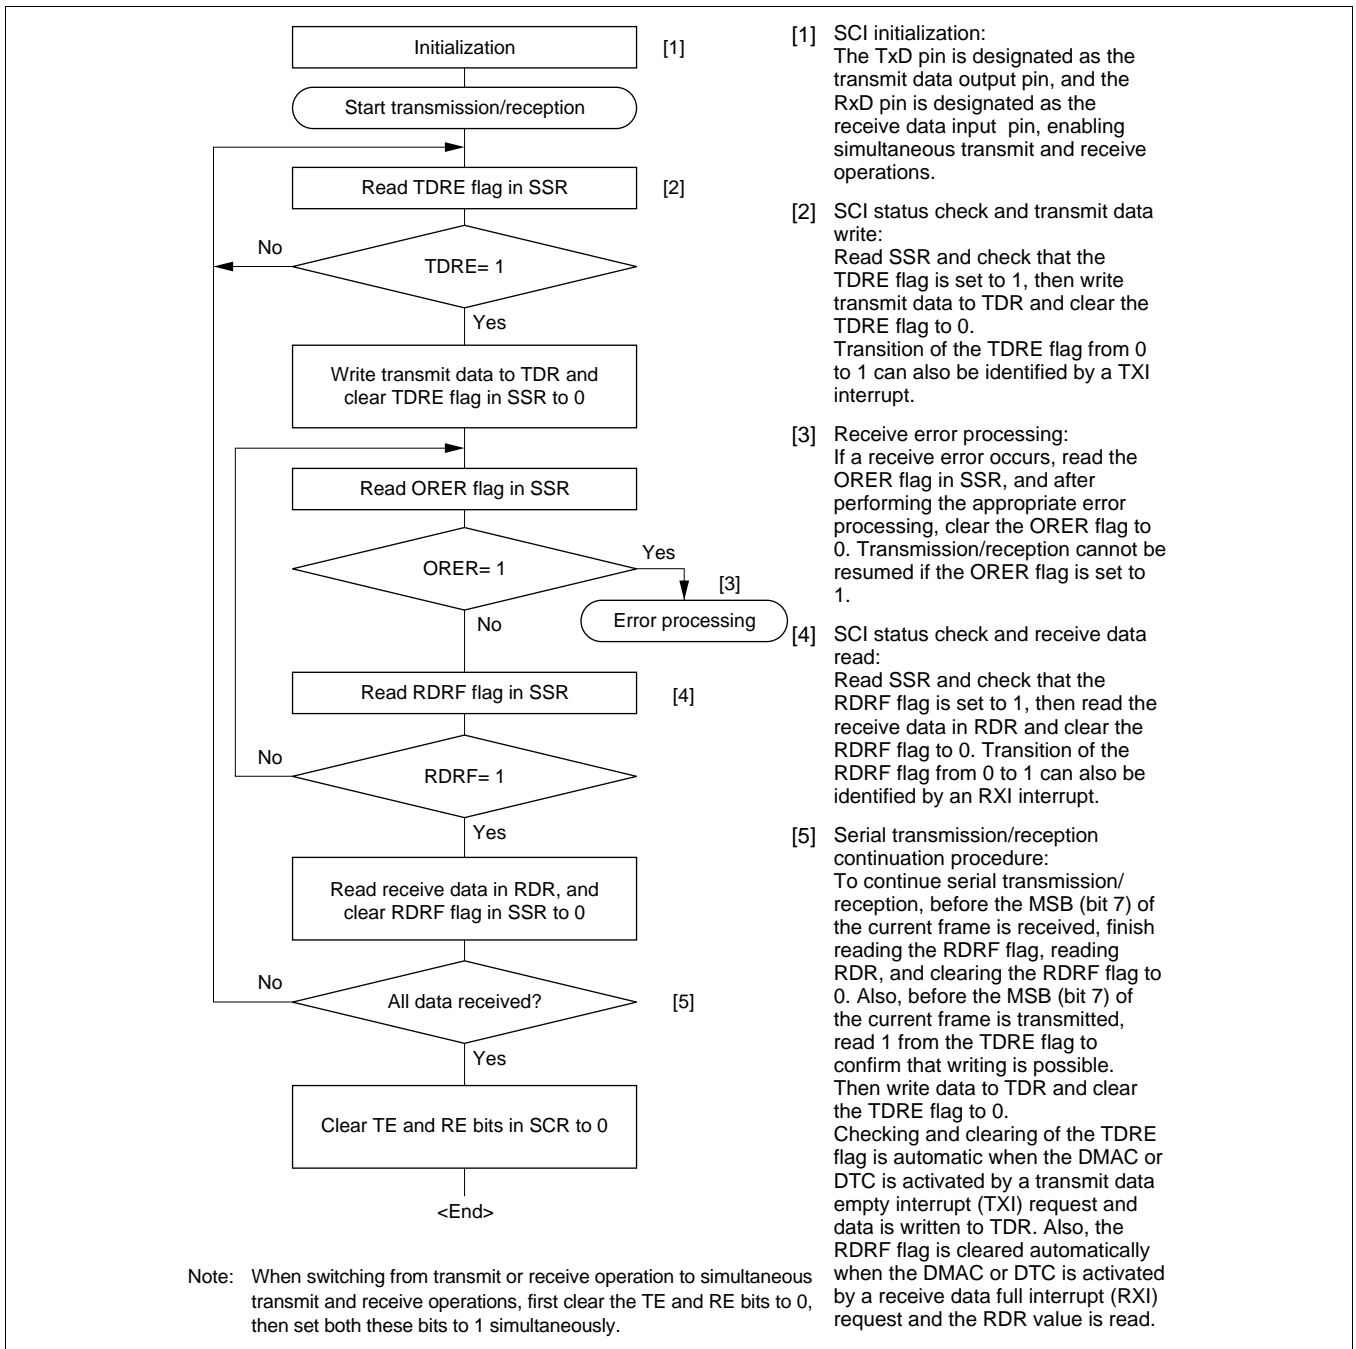 Initialization
[1]
Start transmission/reception
Read TDRE flag in SSR
[2]
No
TDRE= 1
Yes
Write transmit data to TDR and
clear TDRE flag in SSR to 0
Read ORER flag in SSR
ORER= 1
Yes
[3]
Error processing
No
Read RDRF flag in SSR
[4]
No
RDRF= 1
Yes
Read receive data in RDR, and
clear RDRF flag in SSR to 0
No
All data received?
[5]
Yes
Clear TE and RE bits in SCR to 0
<End>
[1] SCI initialization:
The TxD pin is designated as the
transmit data output pin, and the
RxD pin is designated as the
receive data input pin, enabling
simultaneous transmit and receive
operations.
[2] SCI status check and transmit data
write:
Read SSR and check that the
TDRE flag is set to 1, then write
transmit data to TDR and clear the
TDRE flag to 0.
Transition of the TDRE flag from 0
to 1 can also be identified by a TXI
interrupt.
[3] Receive error processing:
If a receive error occurs, read the
ORER flag in SSR, and after
performing the appropriate error
processing, clear the ORER flag to
0. Transmission/reception cannot be
resumed if the ORER flag is set to
1.
[4] SCI status check and receive data
read:
Read SSR and check that the
RDRF flag is set to 1, then read the
receive data in RDR and clear the
RDRF flag to 0. Transition of the
RDRF flag from 0 to 1 can also be
identified by an RXI interrupt.
[5] Serial transmission/reception
continuation procedure:
To continue serial transmission/
reception, before the MSB (bit 7) of
the current frame is received, finish
reading the RDRF flag, reading
RDR, and clearing the RDRF flag to
0. Also, before the MSB (bit 7) of
the current frame is transmitted,
read 1 from the TDRE flag to
confirm that writing is possible.
Then write data to TDR and clear
the TDRE flag to 0.
Checking and clearing of the TDRE
flag is automatic when the DMAC or
DTC is activated by a transmit data
empty interrupt (TXI) request and
data is written to TDR. Also, the
RDRF flag is cleared automatically
when the DMAC or DTC is activated
by a receive data full interrupt (RXI)
request and the RDR value is read.
Note: When switching from transmit or receive operation to simultaneous
transmit and receive operations, first clear the TE and RE bits to 0,
then set both these bits to 1 simultaneously.